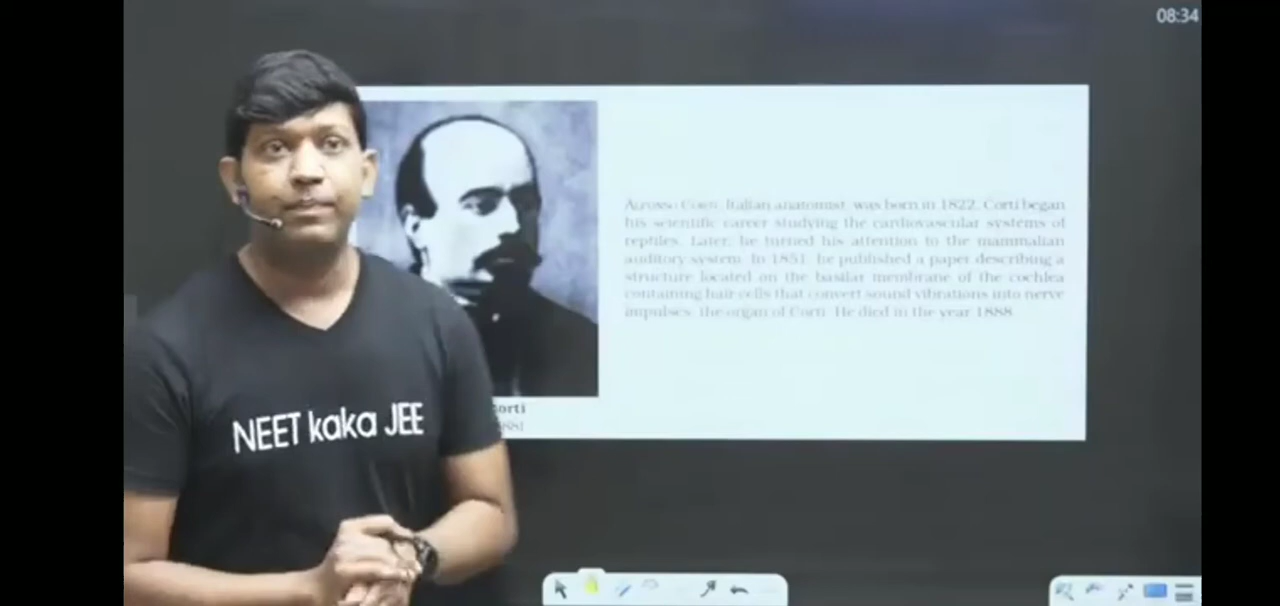 08:34
Alfonso Corti, Italian anatomist, was born in 1822. Corti began
his scientific career studying the cardiovascular systems of
reptiles. Later, he turned his attention to the mammalian
auditory system. In 1851, he published a paper describing a
structure located on the basilar membrane of the cochlea
containing hair cells that convert sound vibrations into nerve
impulses, the organ of Corti. He died in the year 1888.
orti
NEET kaka JEE